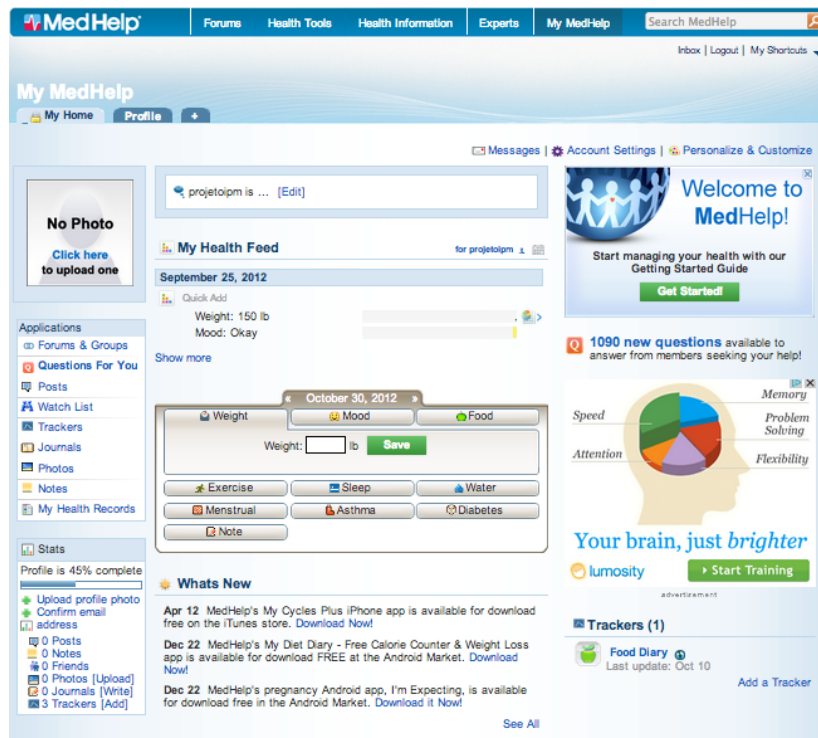 MedHelp
Forums
Health Tools
Health Information
Experts
My MedHelp
Search MedHelp
Inbox | Logout | My Shortcuts
My MedHelp
My Home
Profile
+
Messages | Account Settings | Personalize & Customize
No Photo
Click here
to upload one
projetoipm is ... [Edit]
My Health Feed
for projetoipm
September 25, 2012
Quick Add
Weight: 150 lb
Mood: Okay
Show more
Welcome to
MedHelp!
Start managing your health with our
Getting Started Guide
Get Started!
Applications
Forums & Groups
Questions For You
Posts
Watch List
Trackers
Journals
Photos
Notes
My Health Records
« October 30, 2012 »
Weight
Mood
Food
Weight: lb Save
Exercise
Sleep
Water
Menstrual
Asthma
Diabetes
Note
Q 1090 new questions available to
answer from members seeking your help!
Memory
Speed
Problem
Solving
Attention
Flexibility
Your brain, just brighter
lumosity
Start Training
advertisement
Stats
Profile is 45% complete
Upload profile photo
Confirm email
address
0 Posts
0 Notes
0 Friends
0 Photos [Upload]
0 Journals [Write]
3 Trackers [Add]
Whats New
Apr 12 MedHelp's My Cycles Plus iPhone app is available for download
free on the iTunes store. Download Now!
Dec 22 MedHelp's My Diet Diary - Free Calorie Counter & Weight Loss
app is available for download FREE at the Android Market. Download
Now!
Dec 22 MedHelp's pregnancy Android app, I'm Expecting, is available
for download free in the Android Market. Download it Now!
See All
Trackers (1)
Food Diary
Last update: Oct 10
Add a Tracker